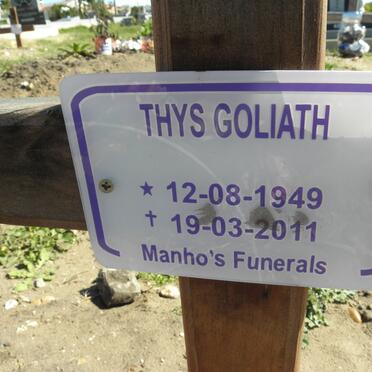 THYS GOLIATH
★ 12-08-1949
✝ 19-03-2011
Manho's Funerals